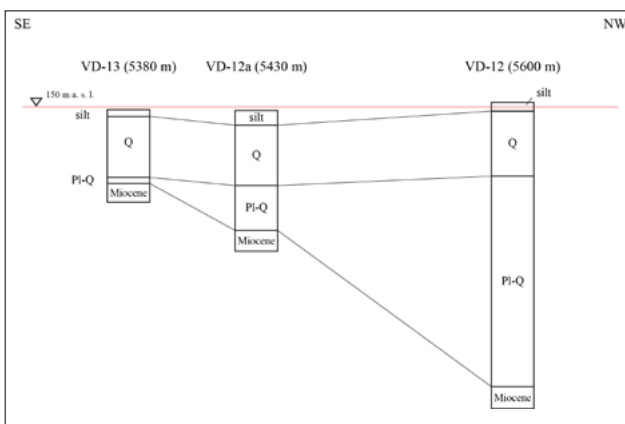 SE NW
VD-13 (5380 m) VD-12a (5430 m) VD-12 (5600 m)
silt
150 m a. s. l.
silt silt
Q Q Q
Pl-Q
Miocene Pl-Q
Miocene
Pl-Q
Miocene